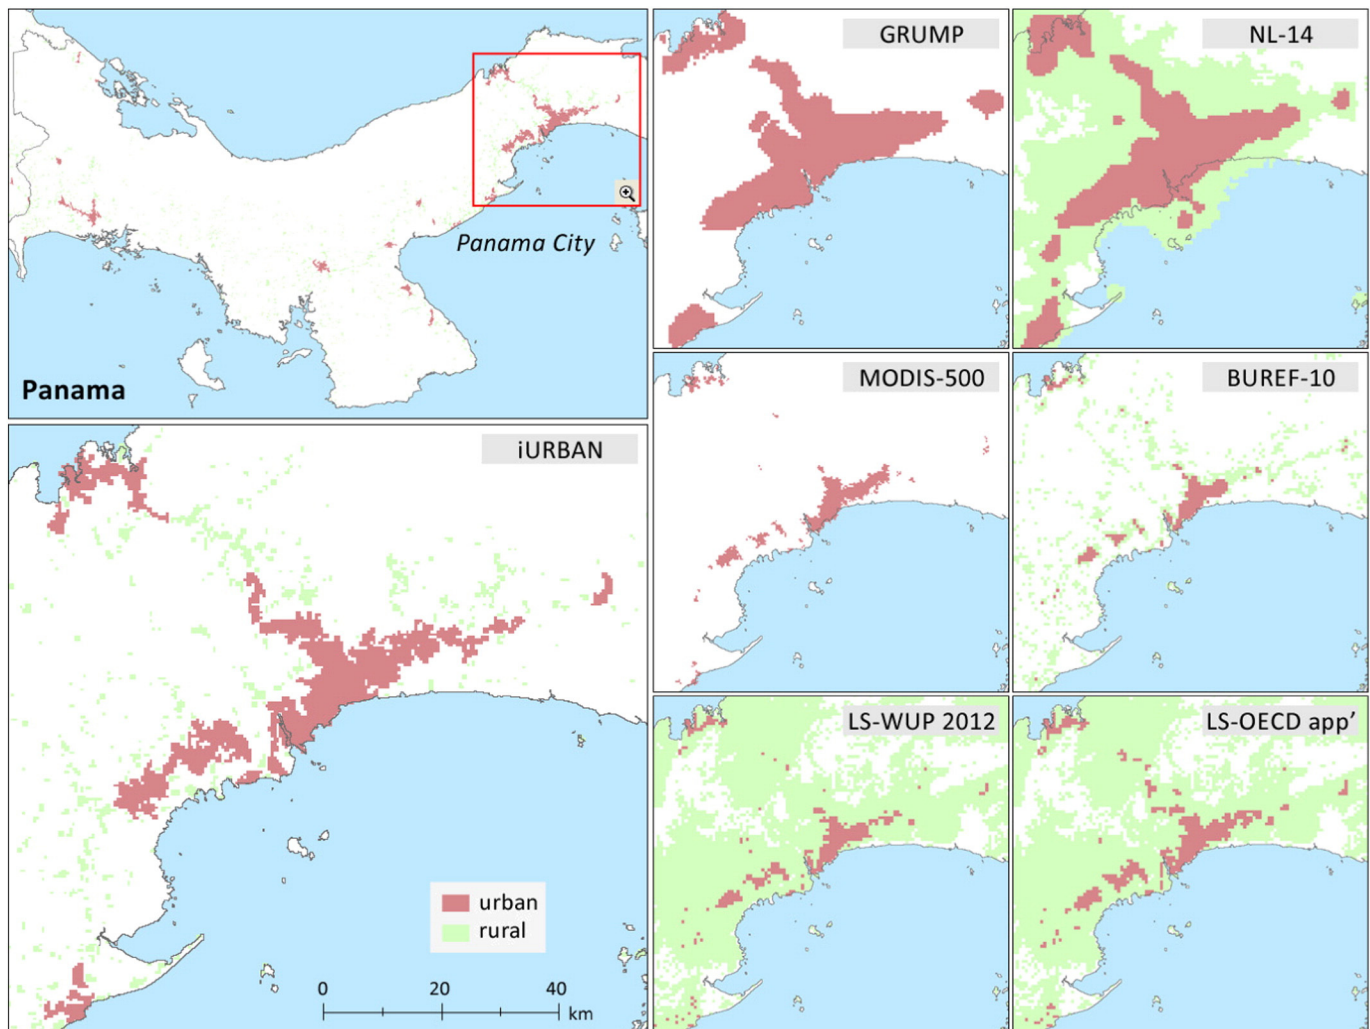 Panama City
Panama
GRUMP
NL-14
MODIS-500
BUREF-10
iURBAN
urban
rural
0 20 40
km
LS-WUP 2012
LS-OECD app’